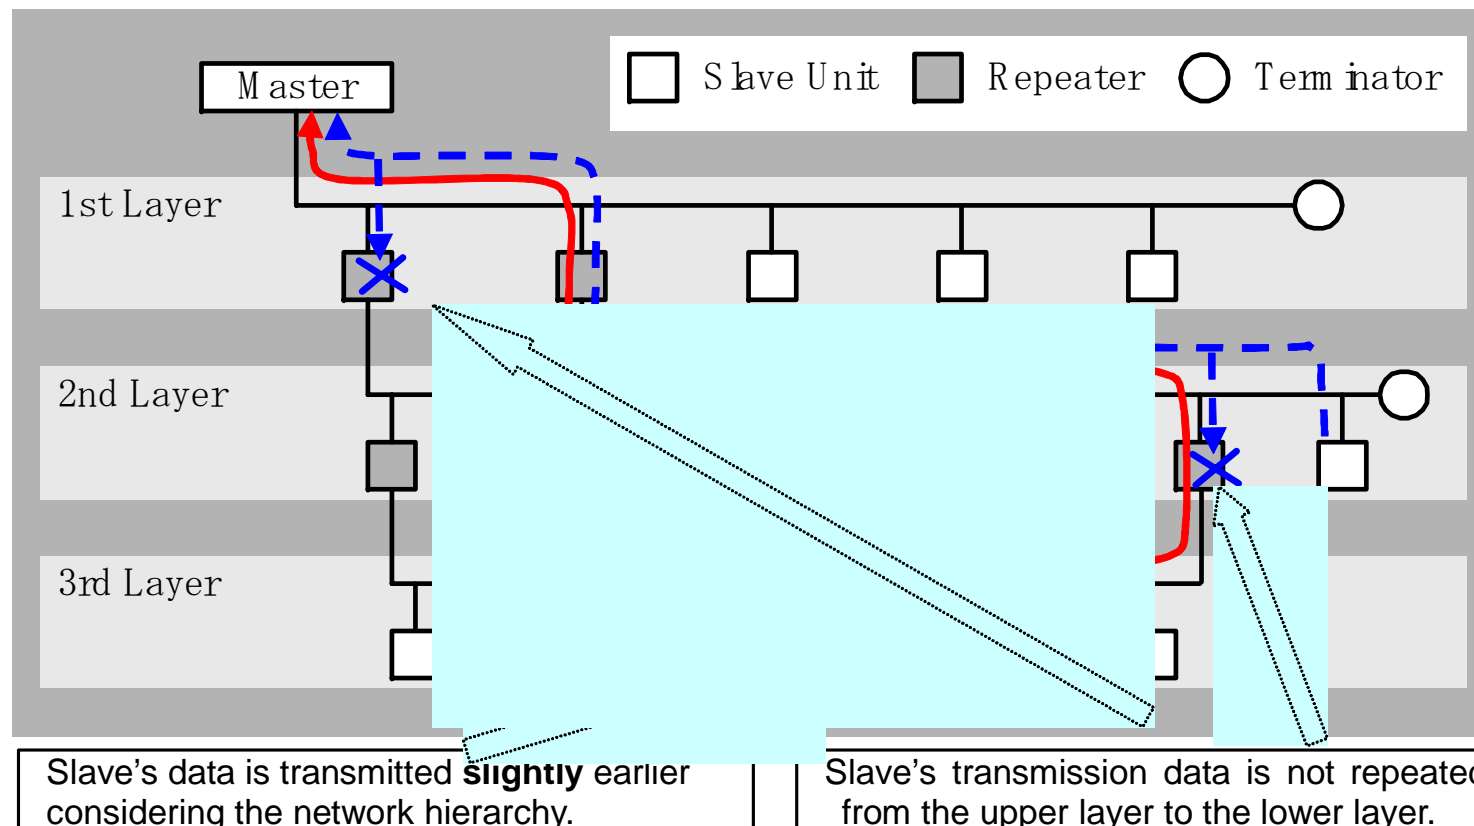 Master
Slave Unit
Repeater
Terminator
1st Layer
2nd Layer
3rd Layer
Slave's data is transmitted slightly earlier
considering the network hierarchy.
Slave's transmission data is not repeated
from the upper layer to the lower layer.